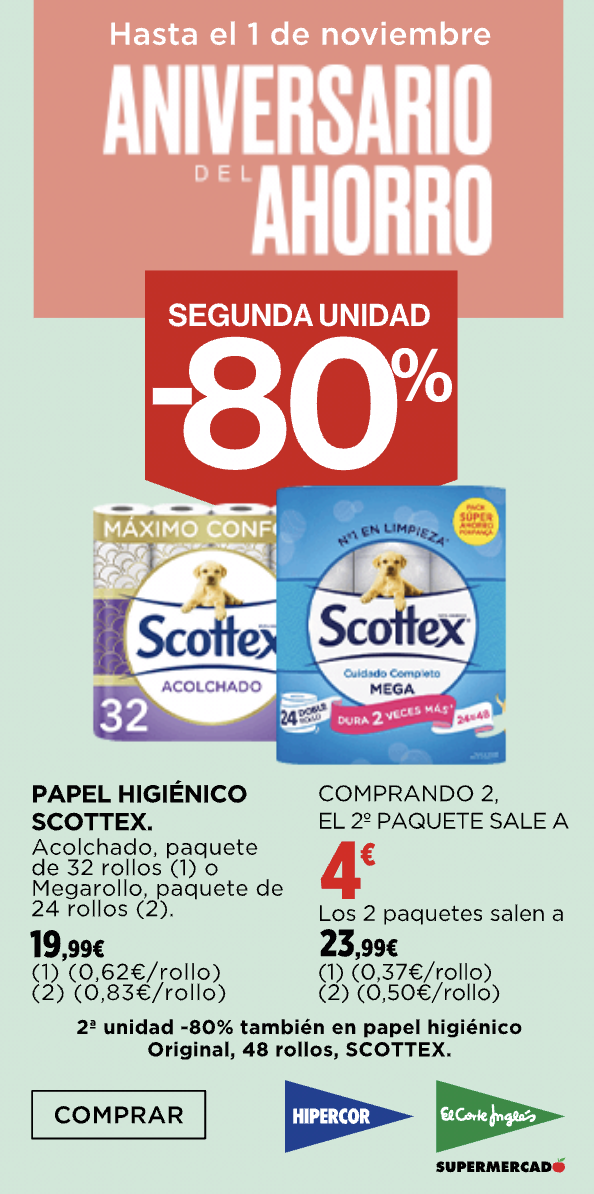 Hasta el 1 de noviembre
ANIVERSARIO
DEL
AHORRO
SEGUNDA UNIDAD
-80%
MÁXIMO CONF
Scottex
ACOLCHADO
32
Nº1 EN LIMPIEZA
PACK
SÚPER
AHORRO
Scottex
Cuidado Completo
MEGA
24 DOBLE
ROLLO
DURA 2 VECES MÁS*
24=48
PAPEL HIGIÉNICO
SCOTTEX.
Acolchado, paquete
de 32 rollos (1) o
Megarollo, paquete de
24 rollos (2).
19,99€
(1) (0,62€/rollo)
(2) (0,83€/rollo)
COMPRANDO 2,
EL 2º PAQUETE SALE A
4€
Los 2 paquetes salen a
23,99€
(1) (0,37€/rollo)
(2) (0,50€/rollo)
2ª unidad -80% también en papel higiénico
Original, 48 rollos, SCOTTEX.
COMPRAR
HIPERCOR
El Corte Inglés
SUPERMERCADO